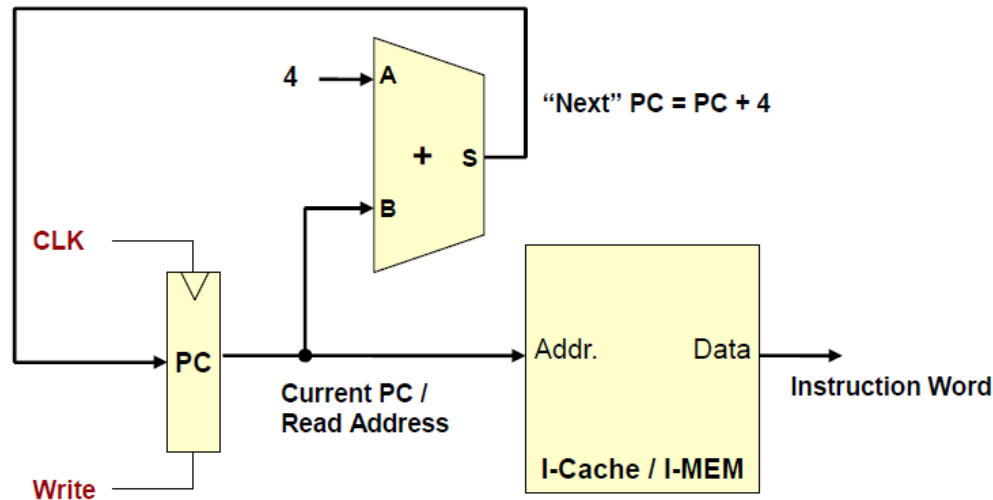 4
A
“Next” PC = PC + 4
+
S
B
CLK
PC
Addr.
Data
Current PC /
Read Address
Instruction Word
I-Cache / I-MEM
Write